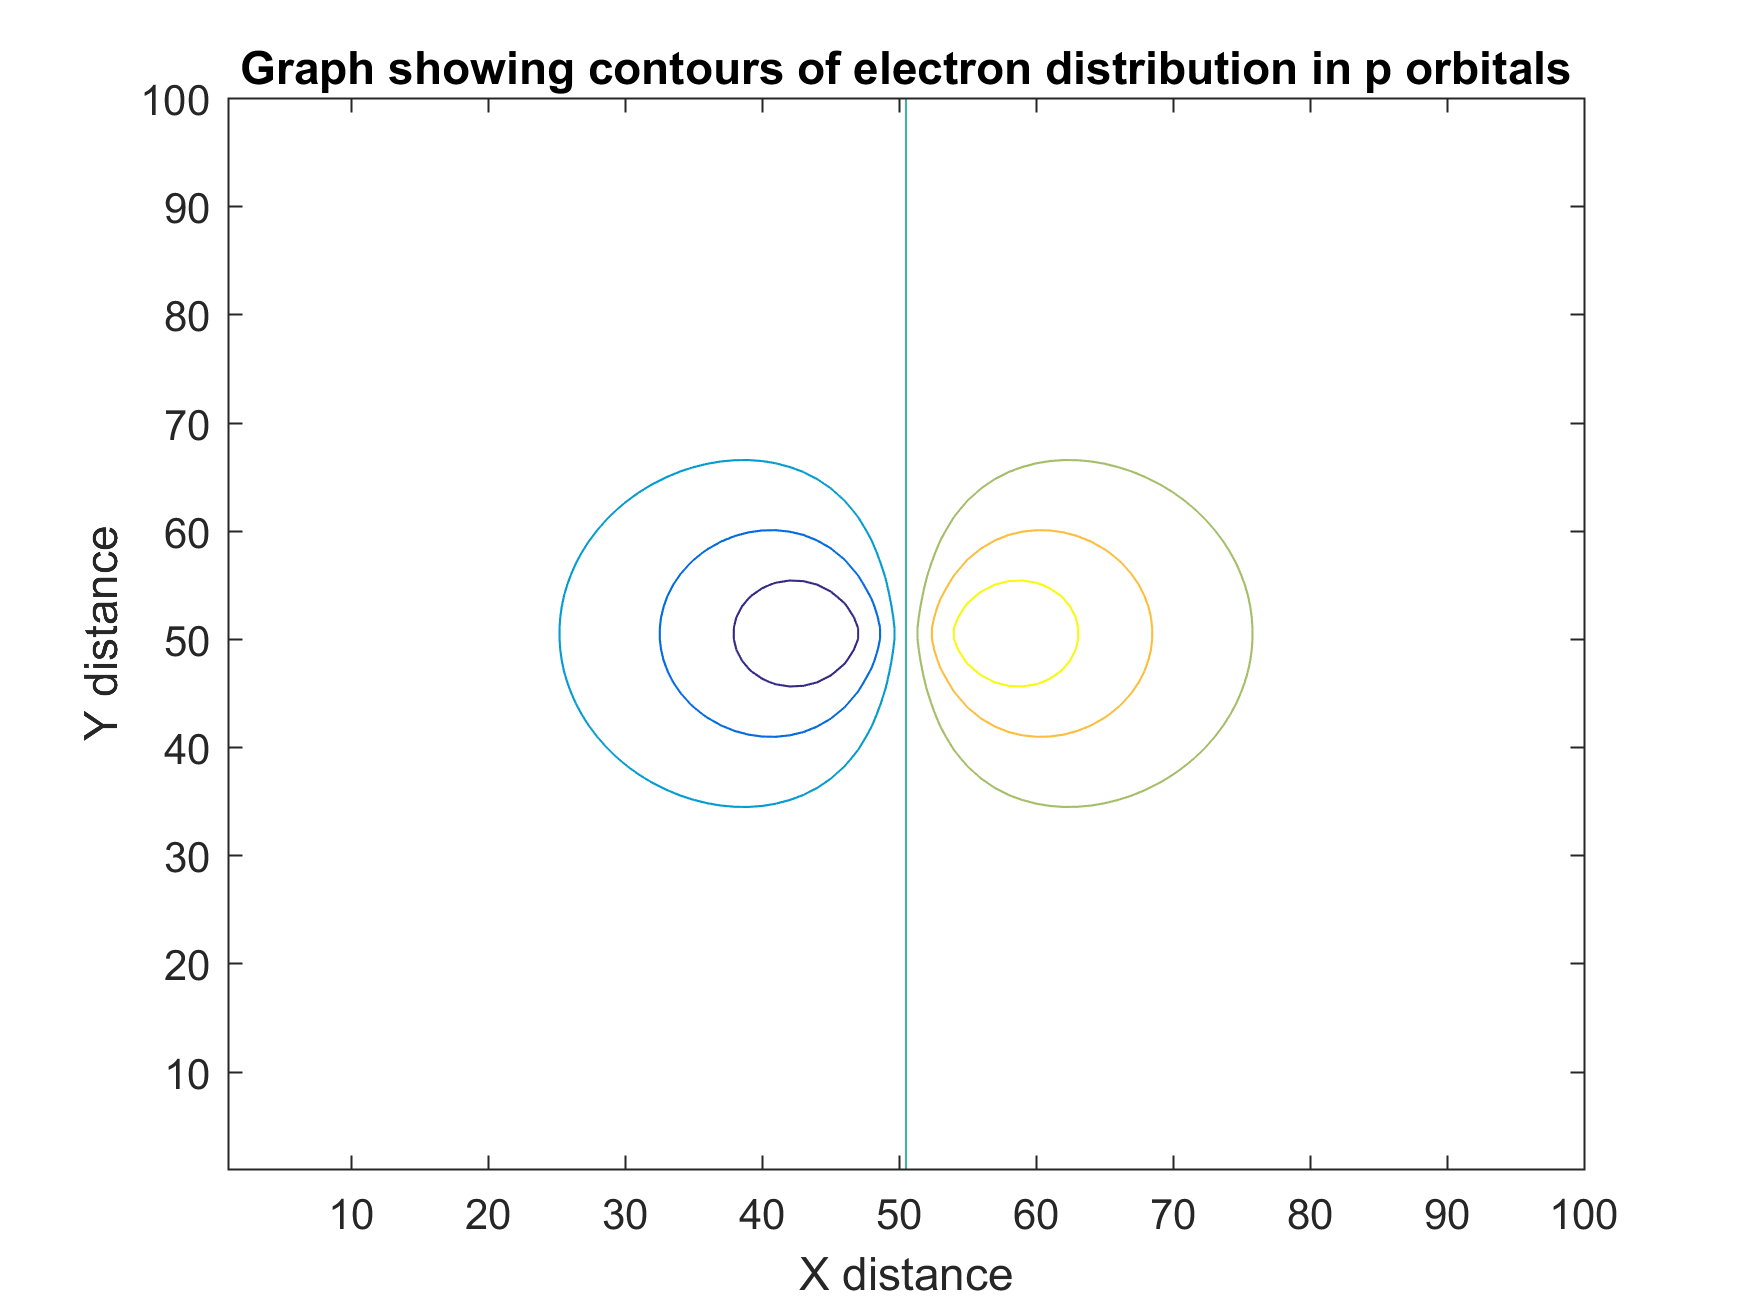 Graph showing contours of electron distribution in p orbitals
100
90
80
70
60
50
40
30
20
10
Y distance
10 20 30 40 50 60 70 80 90 100
X distance